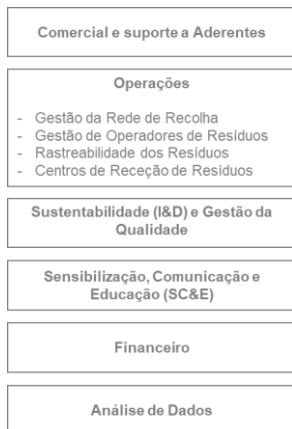 Comercial e suporte a Aderentes
Operações
- Gestão da Rede de Recolha
- Gestão de Operadores de Resíduos
- Rastreabilidade dos Resíduos
- Centros de Receção de Resíduos
Sustentabilidade (I&D) e Gestão da
Qualidade
Sensibilização, Comunicação e
Educação (SC&E)
Financeiro
Análise de Dados